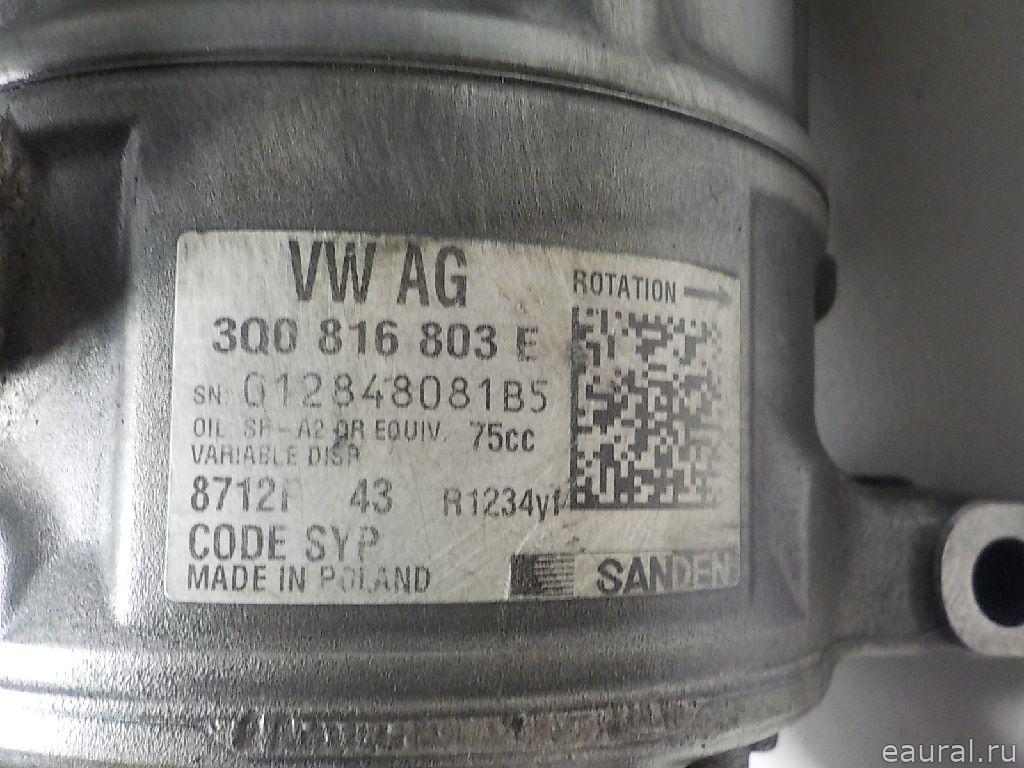 VW AG
ROTATION
3Q0 816 803 E
SN: G12848081B5
OIL SP-A2 OR EQUIV. 75cc
VARIABLE DISP
8712F 43 R1234yf
CODE SYP
MADE IN POLAND
SANDEN
eaural.ru